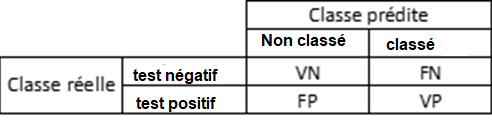 Classe prédite
Non classé classé
Classe réelle test négatif VN FN
test positif FP VP